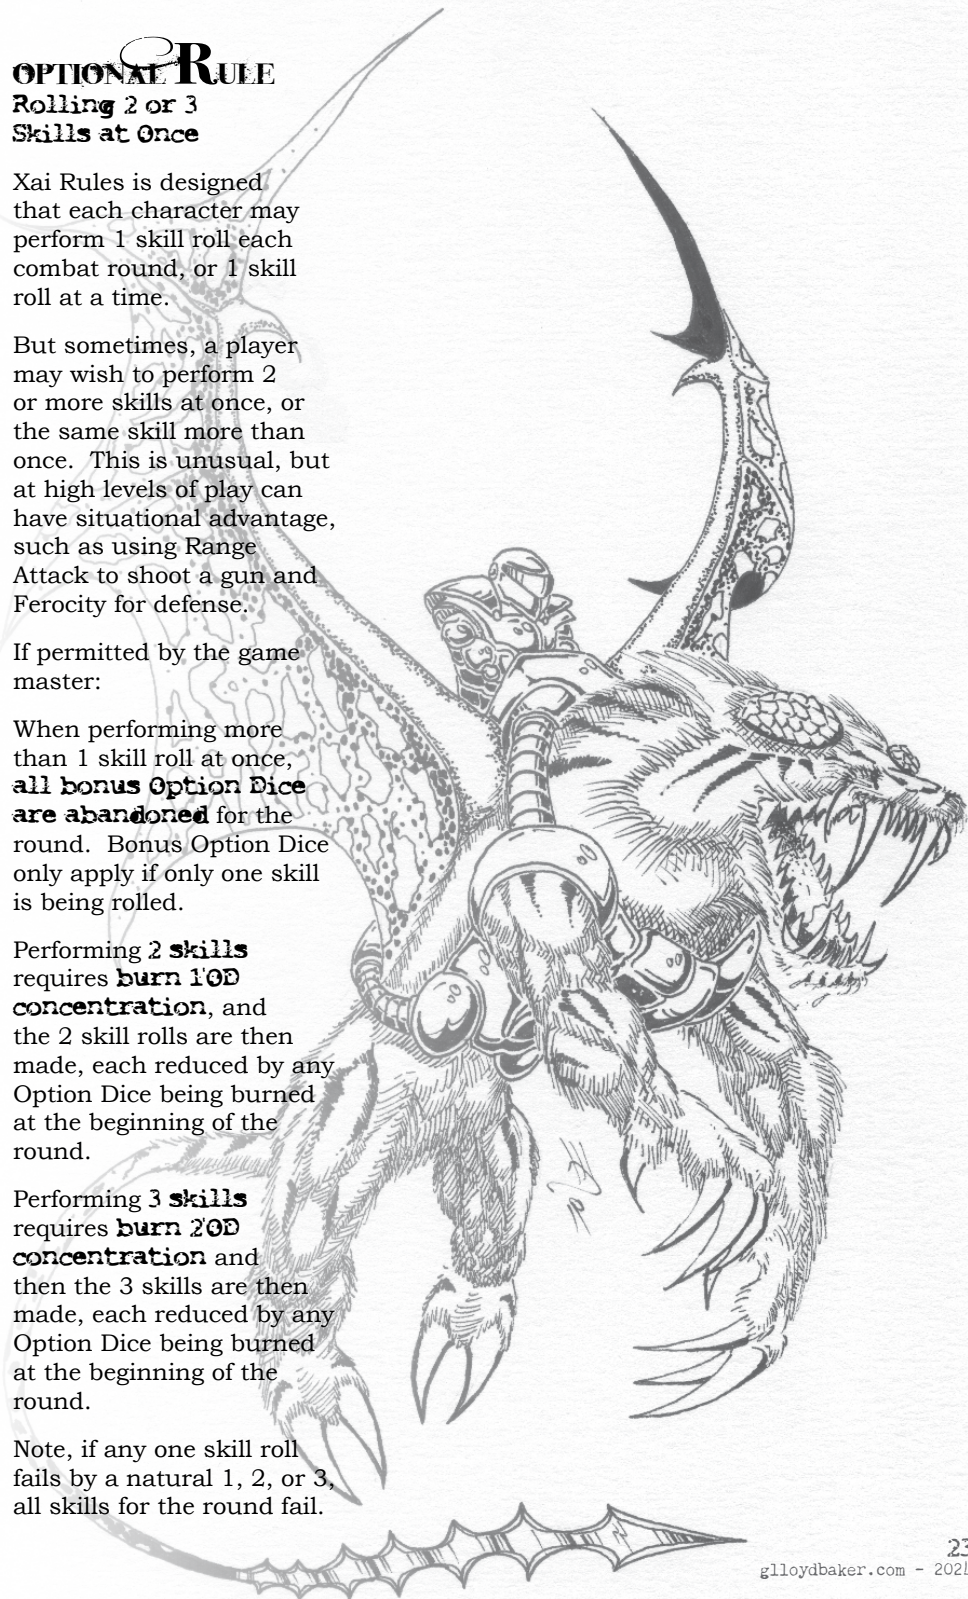 OPTIONAL RULE
Rolling 2 or 3
Skills at Once
Xai Rules is designed
that each character may
perform 1 skill roll each
combat round, or 1 skill
roll at a time.
But sometimes, a player
may wish to perform 2
or more skills at once, or
the same skill more than
once.  This is unusual, but
at high levels of play can
have situational advantage,
such as using Range
Attack to shoot a gun and
Ferocity for defense.
If permitted by the game
master:
When performing more
than 1 skill roll at once,
all bonus Option Dice
are abandoned for the
round.  Bonus Option Dice
only apply if only one skill
is being rolled.
Performing 2 skills
requires burn 1OD
concentration, and
the 2 skill rolls are then
made, each reduced by any
Option Dice being burned
at the beginning of the
round.
Performing 3 skills
requires burn 2OD
concentration and
then the 3 skills are then
made, each reduced by any
Option Dice being burned
at the beginning of the
round.
Note, if any one skill roll
fails by a natural 1, 2, or 3,
all skills for the round fail.
23
glloydbaker.com -